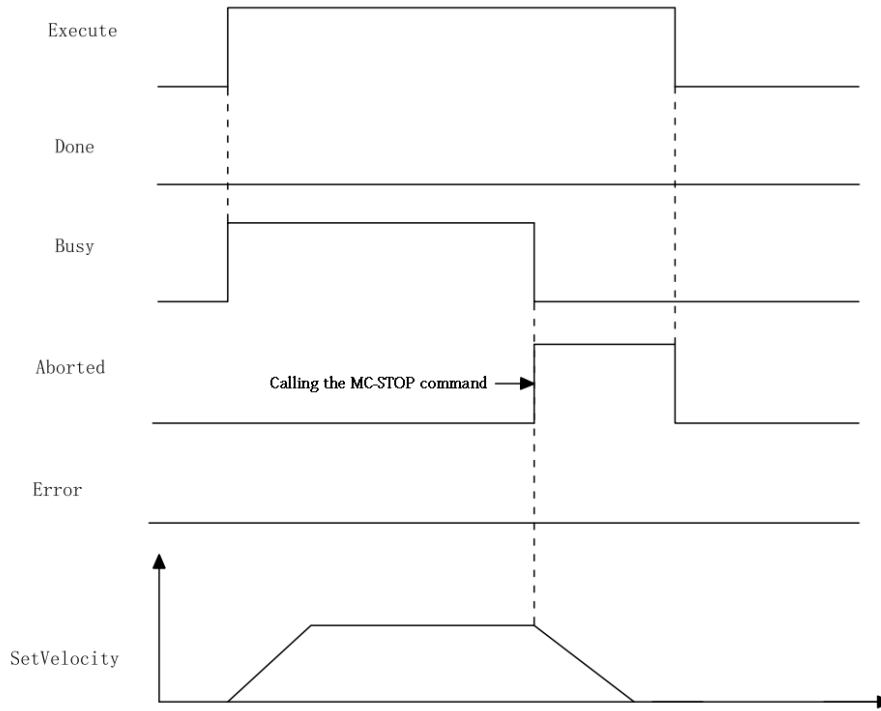 Execute
Done
Busy
Aborted
Calling the MC-STOP command
Error
SetVelocity